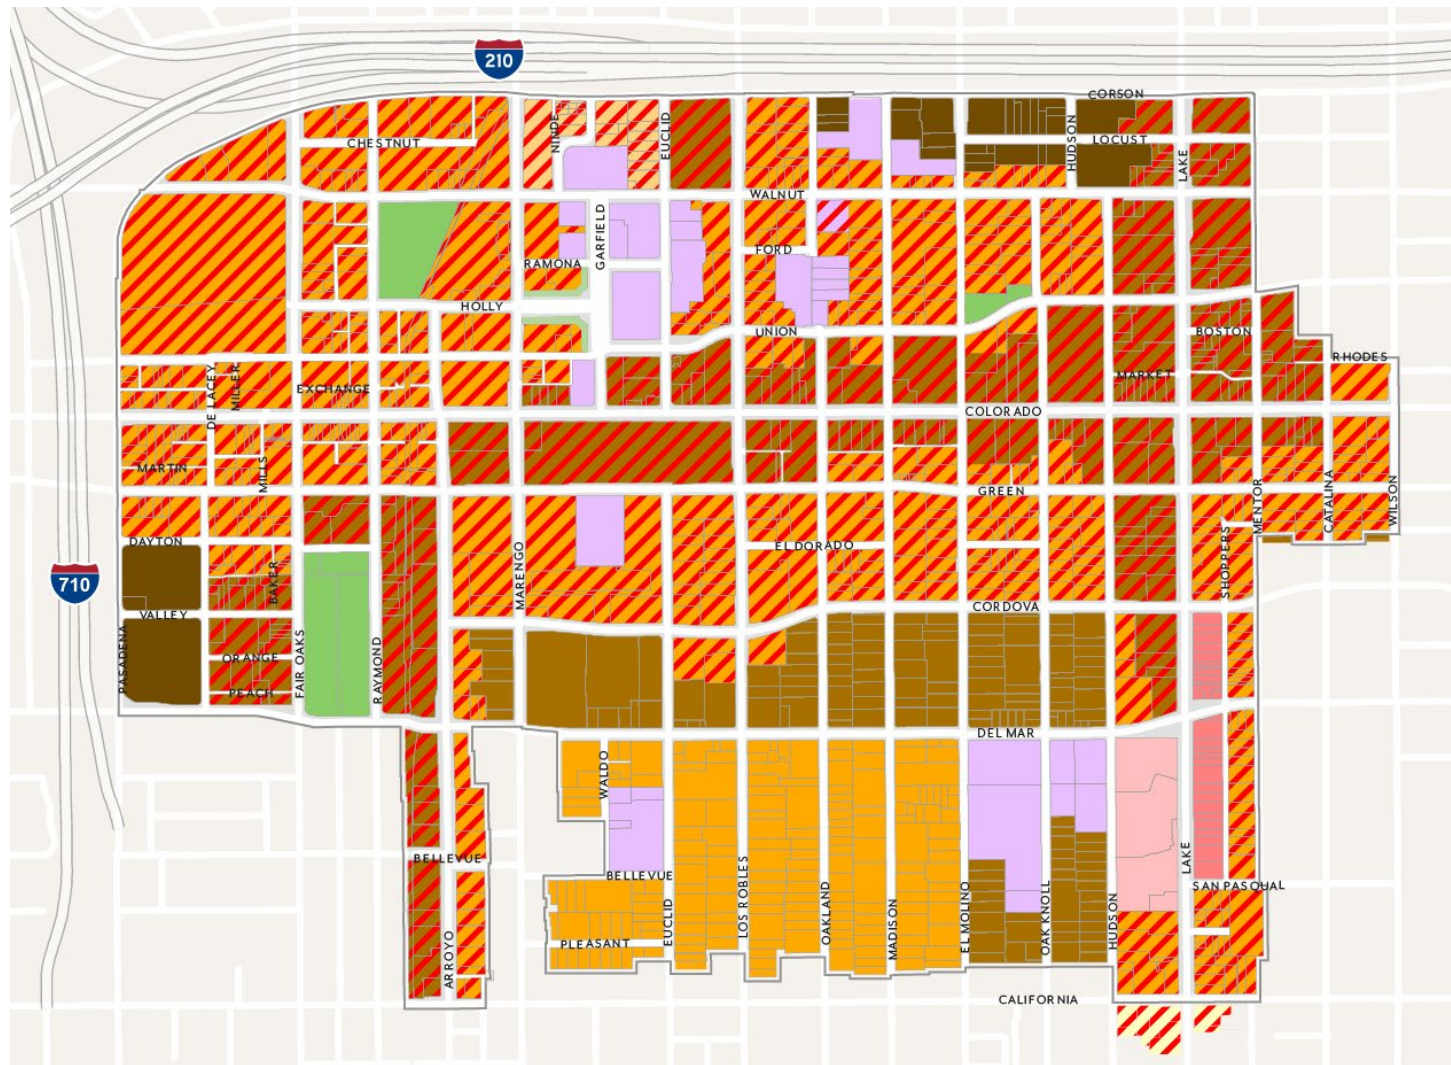 210
CORSON
CHESTNUT
NINDE
EUCLID
HUDSON
LOCUST
LAKE
WALNUT
GARFIELD
FORD
RAMONA
HOLLY
UNION
BOSTON
RHODES
EXCHANGE
DE LACEY
MILLER
MARKET
COLORADO
MARTIN
MILLS
GREEN
MENTOR
CATALINA
WILSON
DAYTON
EL DORADO
SHOPPERS
710
BAKER
MARENGO
VALLEY
CORDOVA
PASADENA
ORANGE
FAIR OAKS
RAYMOND
PEACH
DEL MAR
WALDO
BELLEVUE
BELLEVUE
LAKE
SAN PASQUAL
EUCLID
LOS ROBLES
OAKLAND
MADISON
EL MOLINO
OAK KNOLL
HUDSON
PLEASANT
ARROYO
CALIFORNIA